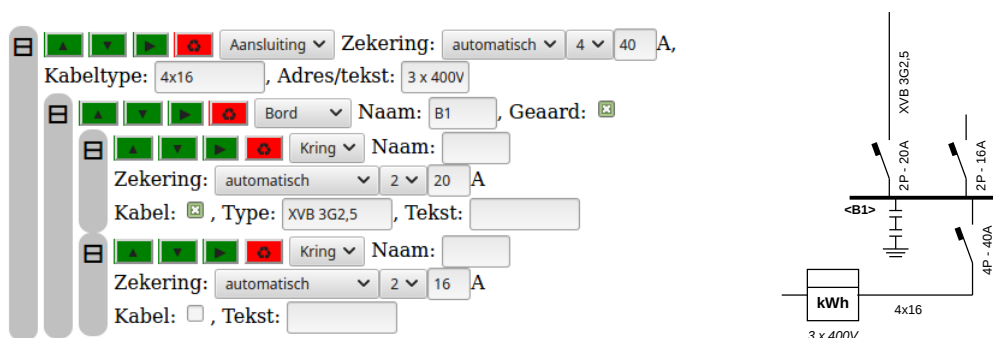 Aansluiting Zekering: automatisch 4 40 A,
Kabeltype: 4x16 , Adres/tekst: 3 x 400V
Bord Naam: B1 , Geaard:
Kring Naam:
Zekering: automatisch 2 20 A
Kabel: , Type: XVB 3G2,5 , Tekst:
Kring Naam:
Zekering: automatisch 2 16 A
Kabel: , Tekst:
XVB 3G2,5
2P - 20A
2P - 16A
<B1>
4P - 40A
kWh
4x16
3 x 400V